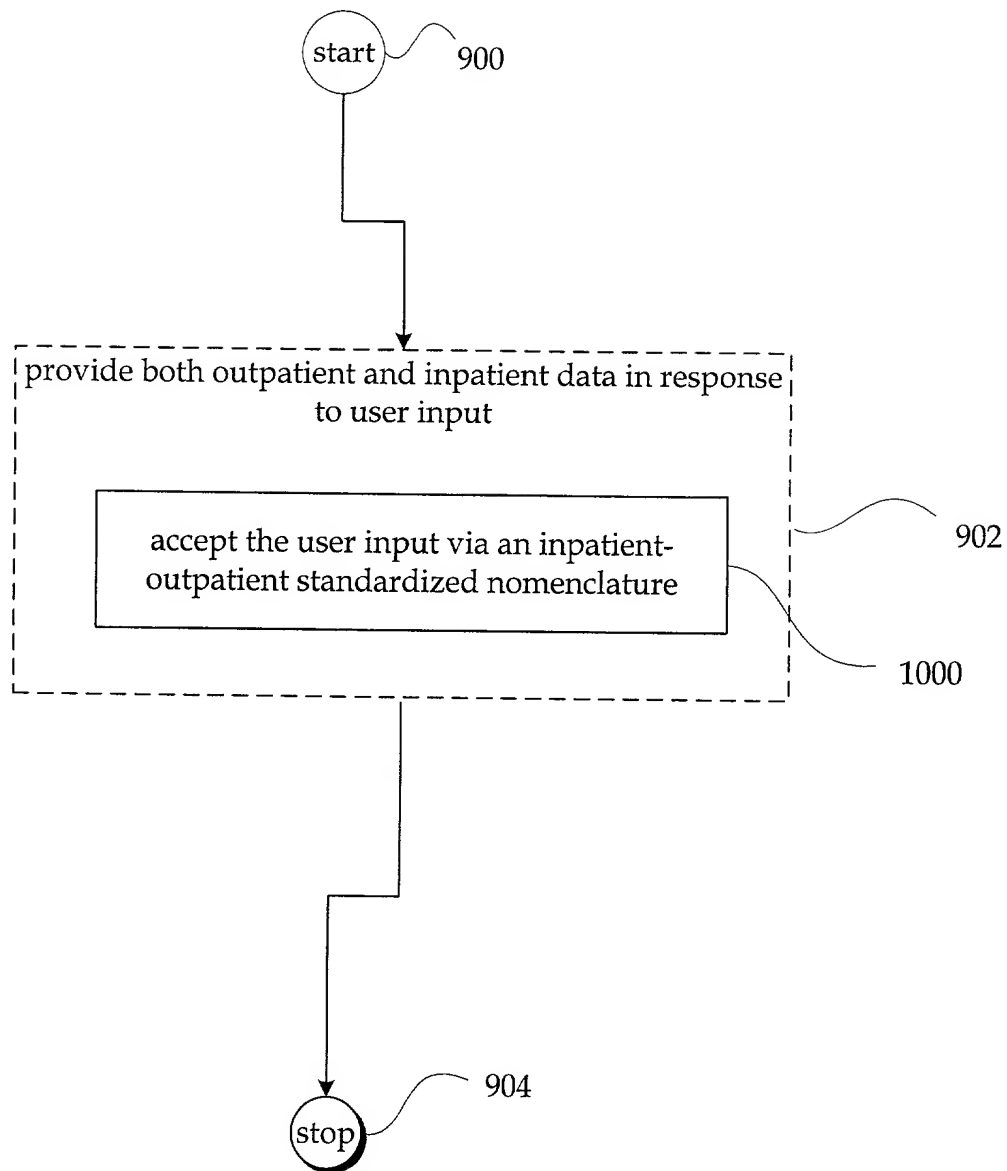 start
900
provide both outpatient and inpatient data in response
to user input
accept the user input via an inpatient-
outpatient standardized nomenclature
902
1000
904
stop